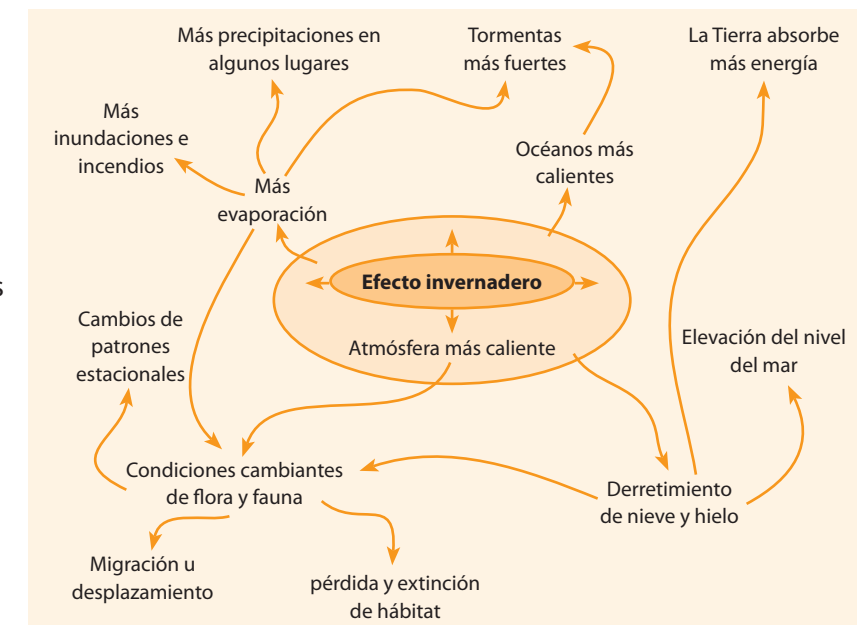 Más precipitaciones en
algunos lugares
Tormentas
más fuertes
La Tierra absorbe
más energía
Más
inundaciones e
incendios
Océanos más
calientes
Más
evaporación
Efecto invernadero
s
Cambios de
patrones
estacionales
Atmósfera más caliente
Elevación del nivel
del mar
Condiciones cambiantes
de flora y fauna
Derretimiento
de nieve y hielo
Migración u
desplazamiento
pérdida y extinción
de hábitat